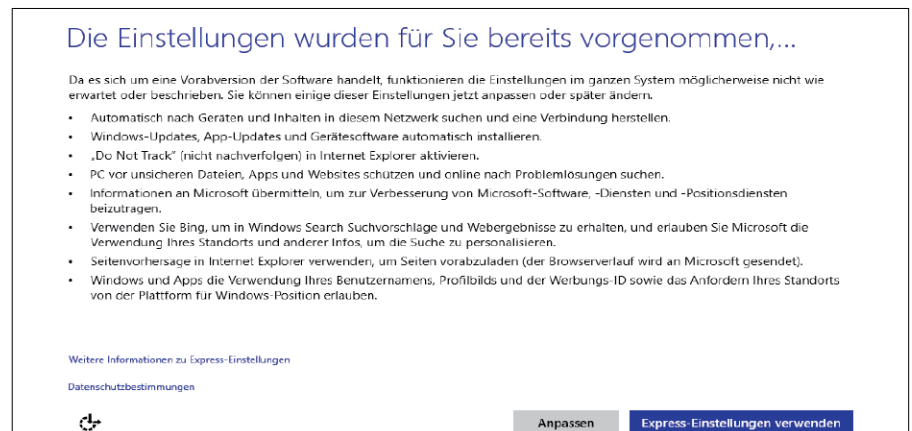 Die Einstellungen wurden für Sie bereits vorgenommen,...
Da es sich um eine Vorabversion der Software handelt, funktionieren die Einstellungen im ganzen System möglicherweise nicht wie
erwartet oder beschrieben. Sie können einige dieser Einstellungen jetzt anpassen oder später ändern.
• Automatisch nach Geräten und Inhalten in diesem Netzwerk suchen und eine Verbindung herstellen.
• Windows-Updates, App-Updates und Gerätesoftware automatisch installieren.
• „Do Not Track“ (nicht nachverfolgen) in Internet Explorer aktivieren.
• PC vor unsicheren Dateien, Apps und Websites schützen und online nach Problemlösungen suchen.
• Informationen an Microsoft übermitteln, um zur Verbesserung von Microsoft-Software, -Diensten und -Positionsdiensten
beizutragen.
• Verwenden Sie Bing, um in Windows Search Suchvorschläge und Webergebnisse zu erhalten, und erlauben Sie Microsoft die
Verwendung Ihres Standorts und anderer Infos, um die Suche zu personalisieren.
• Seitenvorhersage in Internet Explorer verwenden, um Seiten vorabzuladen (der Browserverlauf wird an Microsoft gesendet).
• Windows und Apps die Verwendung Ihres Benutzernamens, Profilbilds und der Werbungs-ID sowie das Anfordern Ihres Standorts
von der Plattform für Windows-Position erlauben.
Weitere Informationen zu Express-Einstellungen
Datenschutzbestimmungen
Anpassen
Express-Einstellungen verwenden